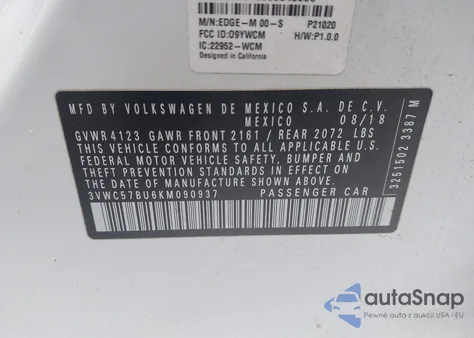 M/N:EDGE-M 00-S P21020
FCC ID:O9YWCM H/W:P1.0.0
IC:22952-WCM
Designed in California
MFD BY VOLKSWAGEN DE MEXICO S.A. DE C.V.
MEXICO 08/18
GVWR 4123 GAWR FRONT 2161 / REAR 2072 LBS
THIS VEHICLE CONFORMS TO ALL APPLICABLE U.S.
FEDERAL MOTOR VEHICLE SAFETY, BUMPER AND
THEFT PREVENTION STANDARDS IN EFFECT ON THE
DATE OF MANUFACTURE SHOWN ABOVE.
3VWC57BU6KM090937 PASSENGER CAR
3251502 3387 M
autoSnap
Pewne auta z aukcji USA i EU